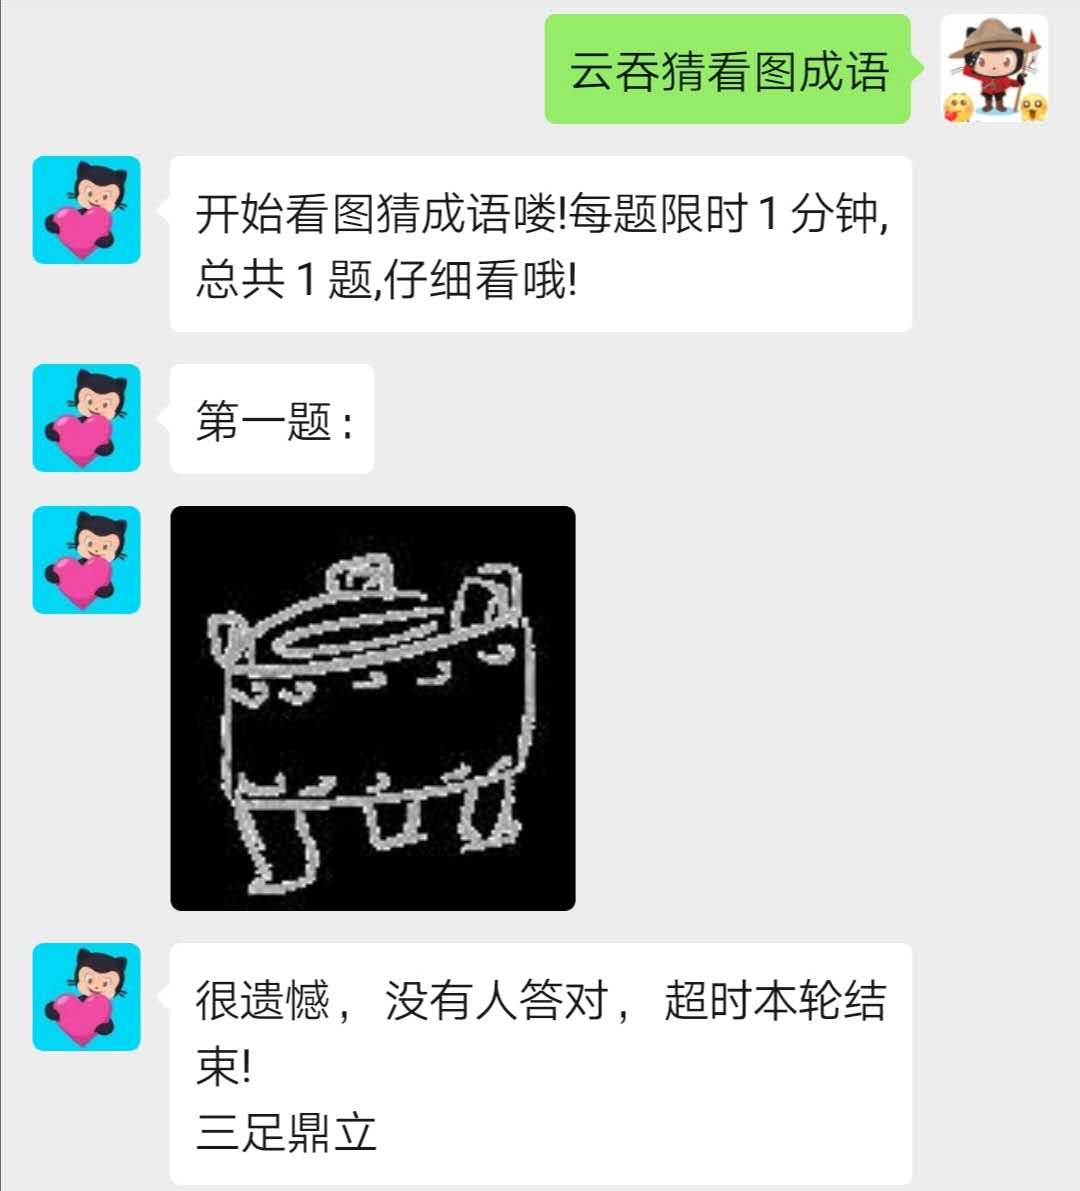 云吞猜看图成语
开始看图猜成语喽!每题限时1分钟,
总共1题,仔细看哦!
第一题:
很遗憾，没有人答对，超时本轮结
束!
三足鼎立